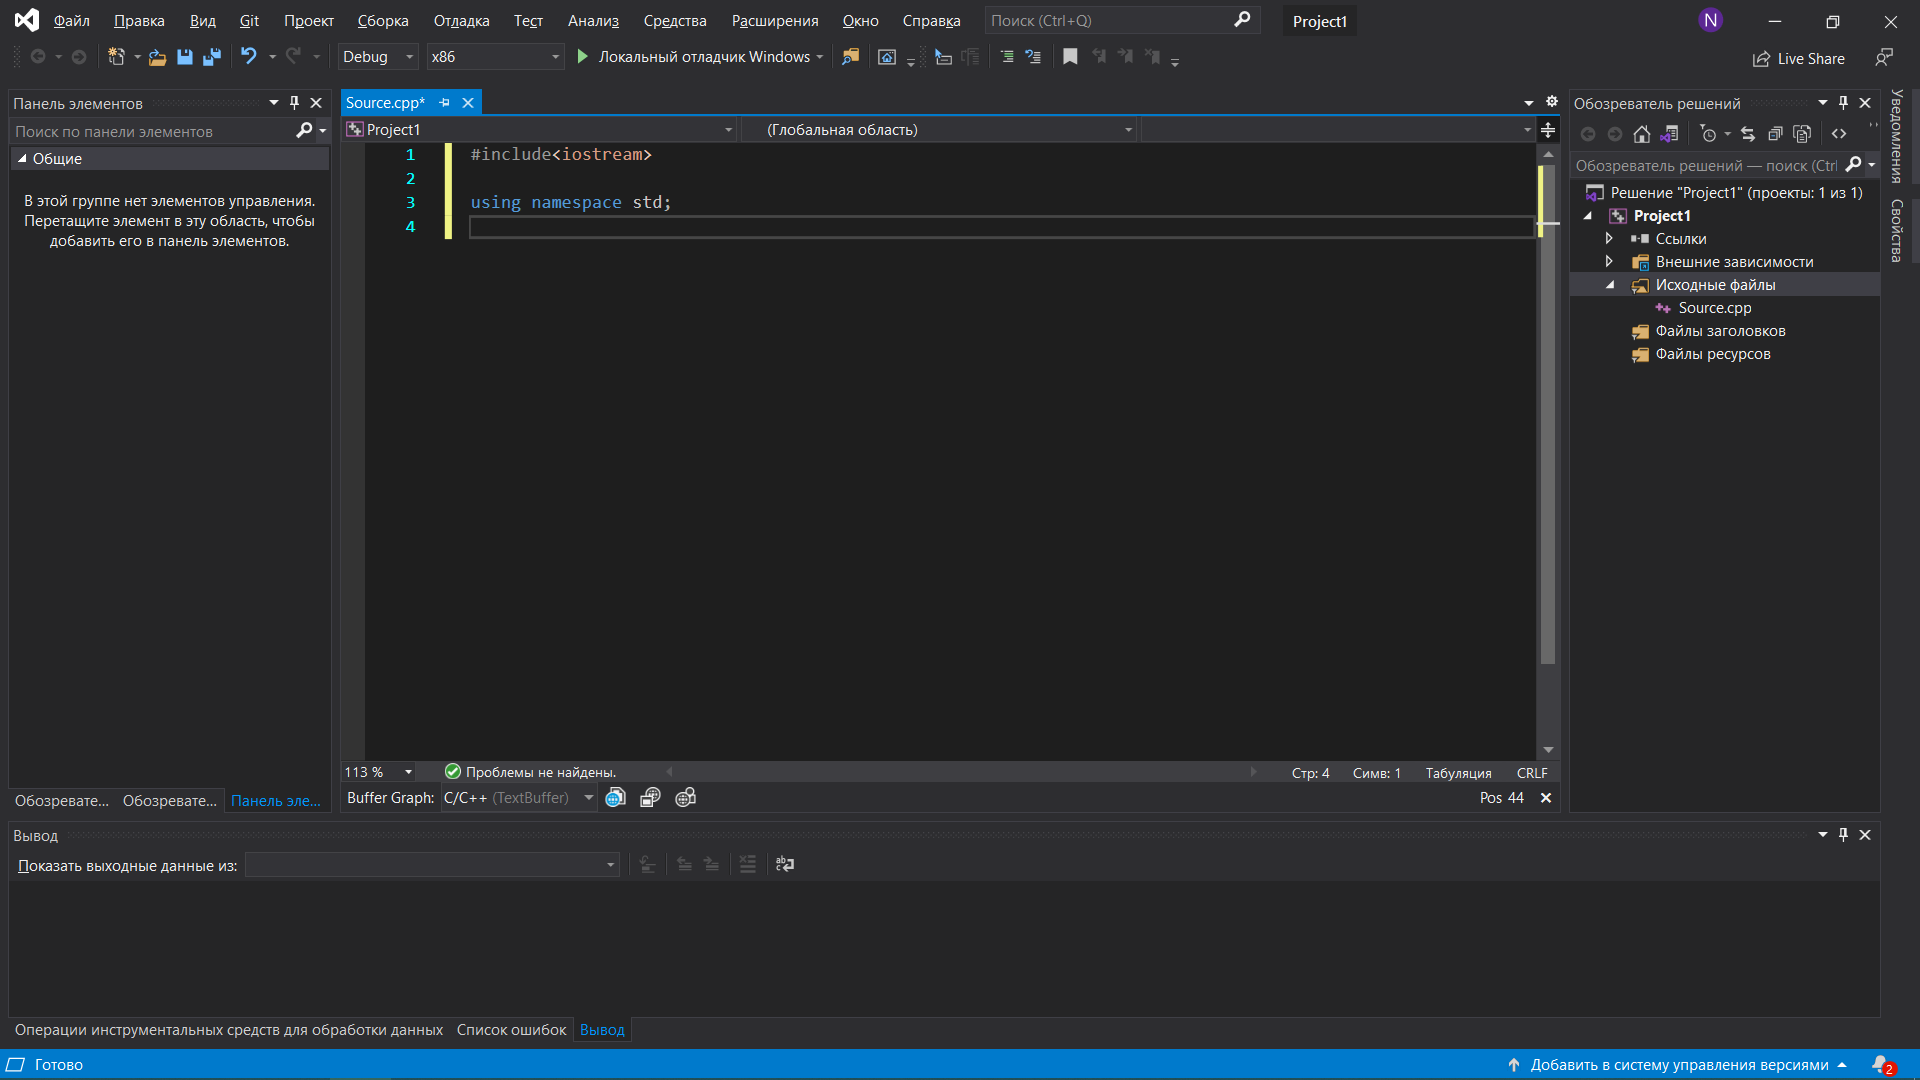 Файл Правка Вид Git Проект Сборка Отладка Тест Анализ Средства Расширения Окно Справка Поиск (Ctrl+Q) Project1 N
Debug x86 Локальный отладчик Windows Live Share
Панель элементов
Поиск по панели элементов
Общие
В этой группе нет элементов управления.
Перетащите элемент в эту область, чтобы
добавить его в панель элементов.
Обозревате... Обозревате... Панель эле...
Source.cpp*
Project1 (Глобальная область)
1 #include<iostream>
2
3 using namespace std;
4
113 % Проблемы не найдены. Стр: 4 Симв: 1 Табуляция CRLF
Buffer Graph: C/C++ (TextBuffer) Pos 44
Обозреватель решений
Обозреватель решений — поиск (Ctrl
Решение "Project1" (проекты: 1 из 1)
Project1
Ссылки
Внешние зависимости
Исходные файлы
Source.cpp
Файлы заголовков
Файлы ресурсов
Уведомления
Свойства
Вывод
Показать выходные данные из:
Операции инструментальных средств для обработки данных Список ошибок Вывод
Готово Добавить в систему управления версиями 2